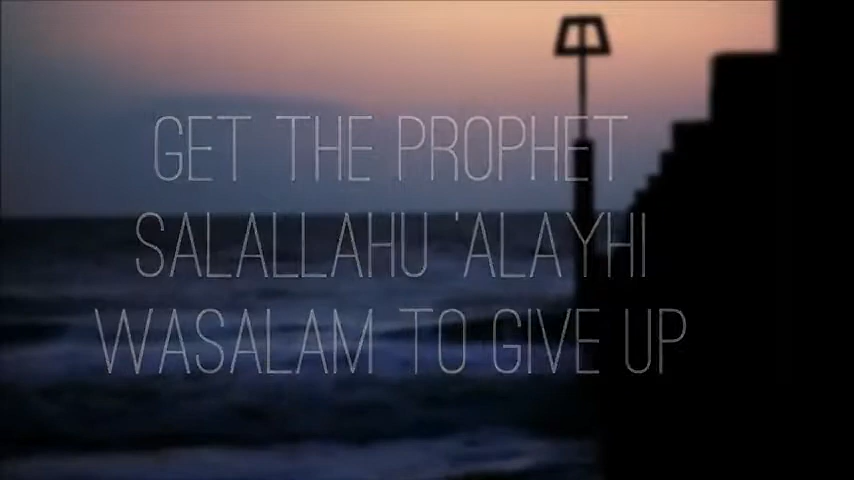 GET THE PROPHET
SALALLAHU 'ALAYHI
WASALAM TO GIVE UP